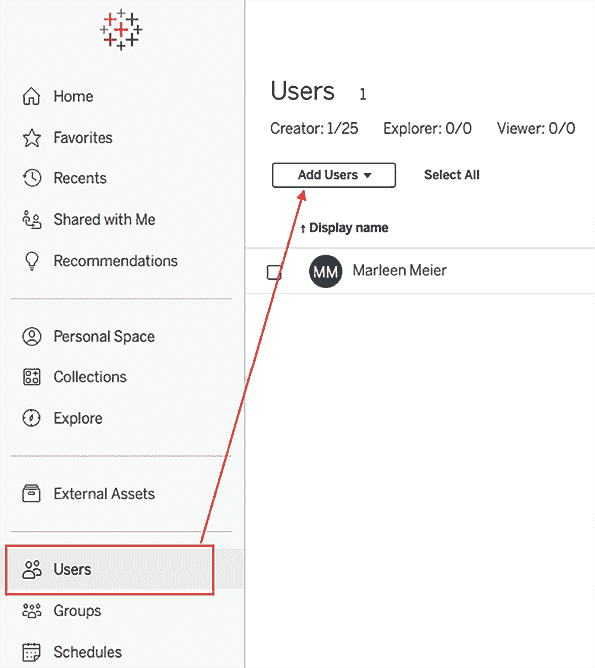 Home
Favorites
Recents
Shared with Me
Recommendations
Personal Space
Collections
Explore
External Assets
Users
Groups
Schedules
Users 1
Creator: 1/25 Explorer: 0/0 Viewer: 0/0
Add Users Select All
↑ Display name
MM Marleen Meier